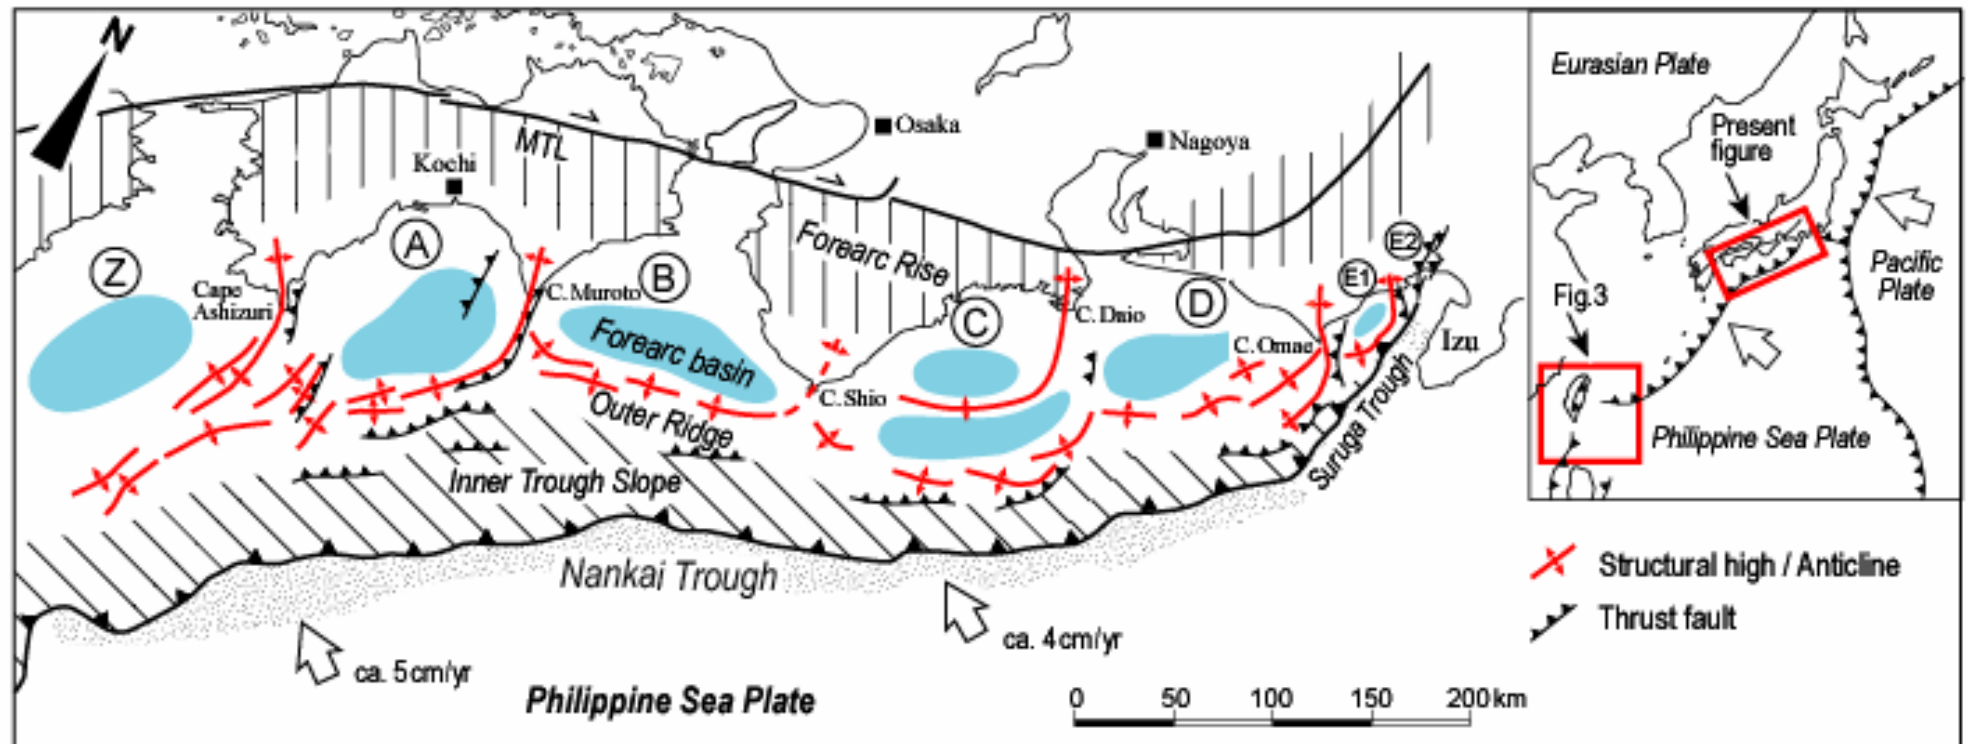 N
MTL
Osaka
Nagoya
Kochi
Z
A
B
C
D
E1
E2
Cape
Ashizuri
C.Muroto
Forearc Rise
Forearc basin
C.Daio
C.Omae
C.Shio
Izu
Outer Ridge
Inner Trough Slope
Suruga Trough
Nankai Trough
ca. 5cm/yr
ca. 4cm/yr
Philippine Sea Plate
0 50 100 150 200km
Eurasian Plate
Present
figure
Pacific
Plate
Fig.3
Philippine Sea Plate
Structural high / Anticline
Thrust fault